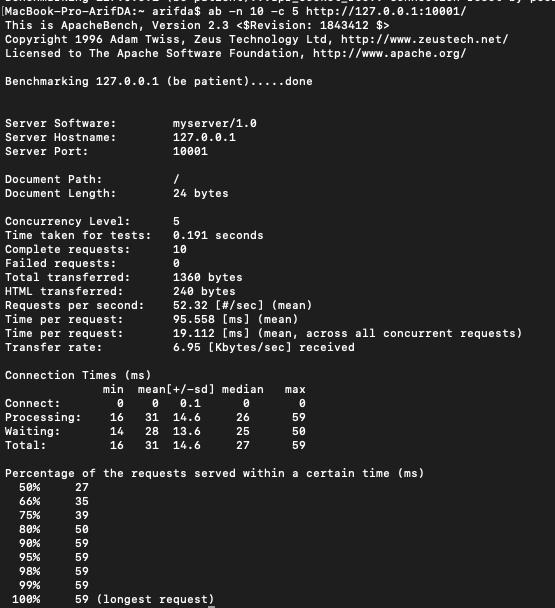 [MacBook-Pro-ArifDA:~ arifda$ ab -n 10 -c 5 http://127.0.0.1:10001/
This is ApacheBench, Version 2.3 <$Revision: 1843412 $>
Copyright 1996 Adam Twiss, Zeus Technology Ltd, http://www.zeustech.net/
Licensed to The Apache Software Foundation, http://www.apache.org/
Benchmarking 127.0.0.1 (be patient).....done
Server Software: myserver/1.0
Server Hostname: 127.0.0.1
Server Port: 10001
Document Path: /
Document Length: 24 bytes
Concurrency Level: 5
Time taken for tests: 0.191 seconds
Complete requests: 10
Failed requests: 0
Total transferred: 1360 bytes
HTML transferred: 240 bytes
Requests per second: 52.32 [#/sec] (mean)
Time per request: 95.558 [ms] (mean)
Time per request: 19.112 [ms] (mean, across all concurrent requests)
Transfer rate: 6.95 [Kbytes/sec] received
Connection Times (ms)
min mean[+/-sd] median max
Connect: 0 0 0.1 0 0
Processing: 16 31 14.6 26 59
Waiting: 14 28 13.6 25 50
Total: 16 31 14.6 27 59
Percentage of the requests served within a certain time (ms)
50% 27
66% 35
75% 39
80% 50
90% 59
95% 59
98% 59
99% 59
100% 59 (longest request)